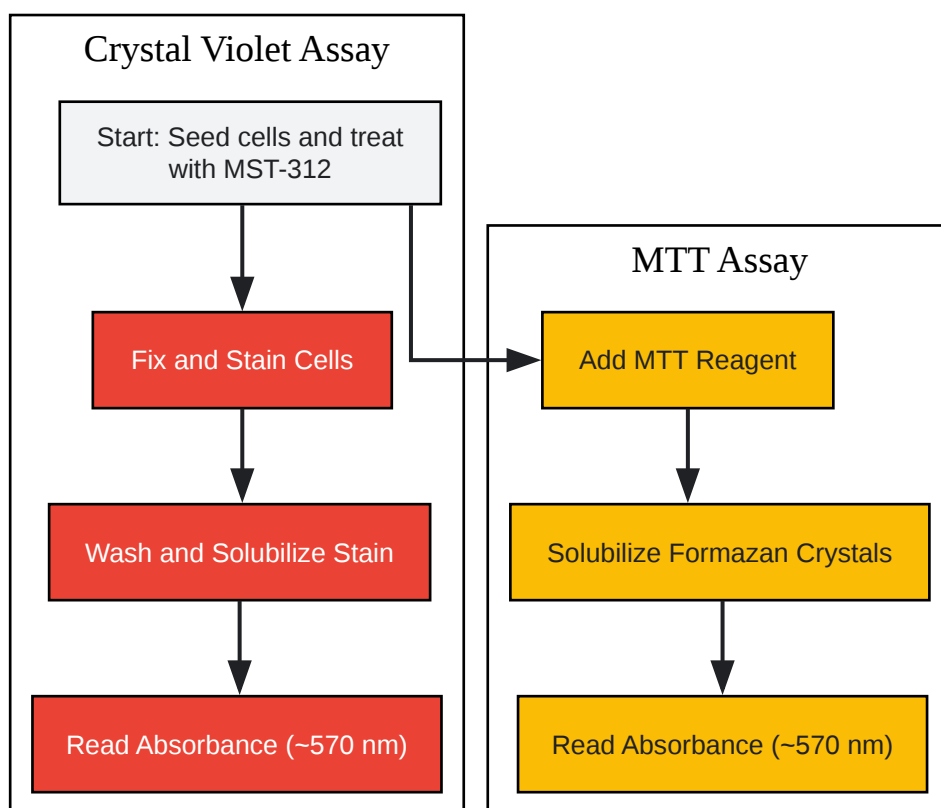 Crystal Violet Assay
Start: Seed cells and treat
with MST-312
Fix and Stain Cells
Wash and Solubilize Stain
Read Absorbance (~570 nm)
MTT Assay
Add MTT Reagent
Solubilize Formazan Crystals
Read Absorbance (~570 nm)